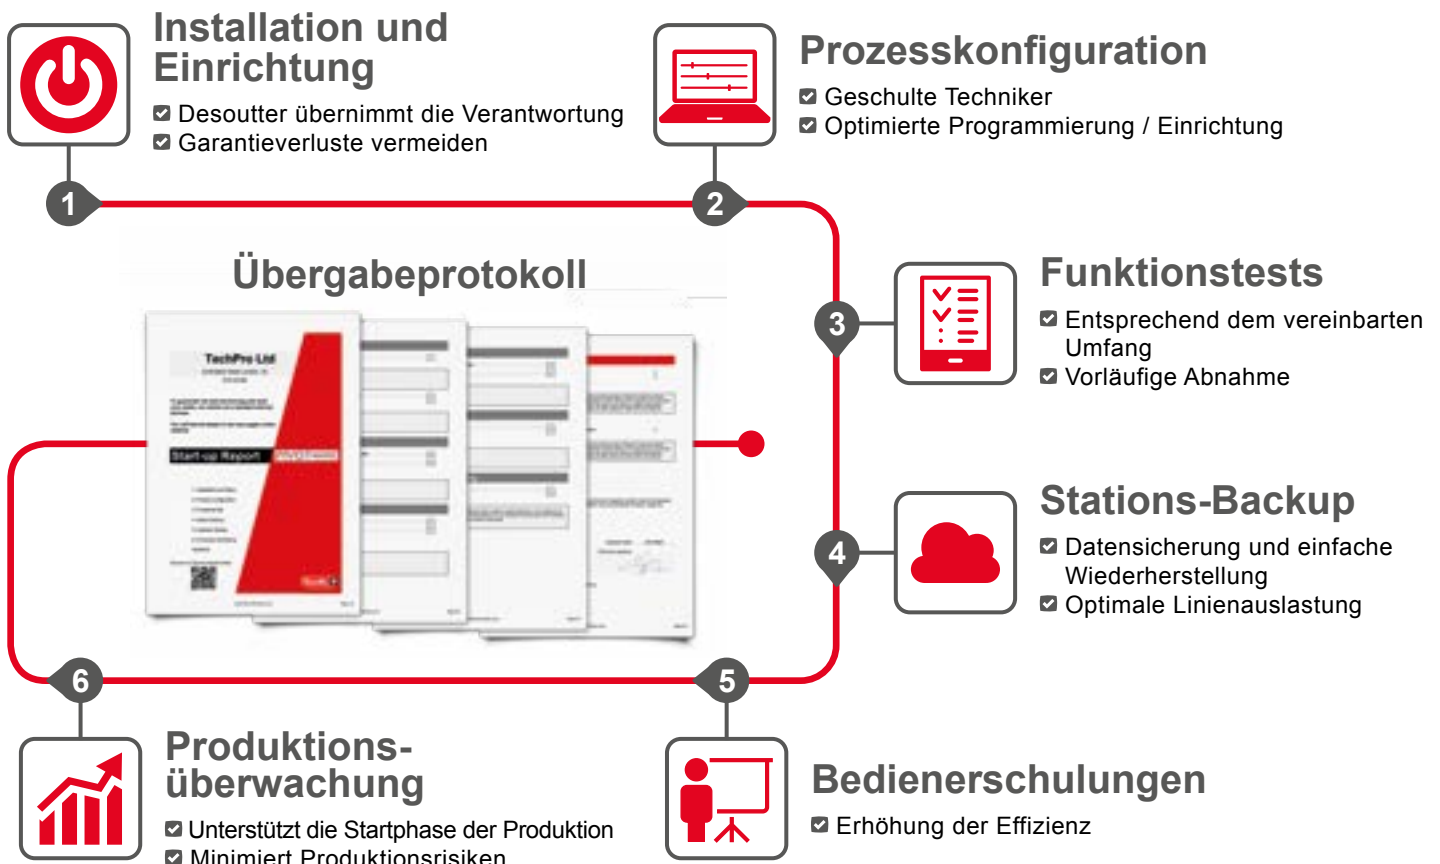 Installation und
Einrichtung
Desoutter übernimmt die Verantwortung
Garantieverluste vermeiden
1
Prozesskonfiguration
Geschulte Techniker
Optimierte Programmierung / Einrichtung
2
Funktionstests
Entsprechend dem vereinbarten
Umfang
Vorläufige Abnahme
3
Stations-Backup
Datensicherung und einfache
Wiederherstellung
Optimale Linienauslastung
4
Übergabeprotokoll
TechPro Ltd
Start-up Report
5
Bedienerschulungen
Erhöhung der Effizienz
6
Produktions-
überwachung
Unterstützt die Startphase der Produktion
Minimiert Produktionsrisiken